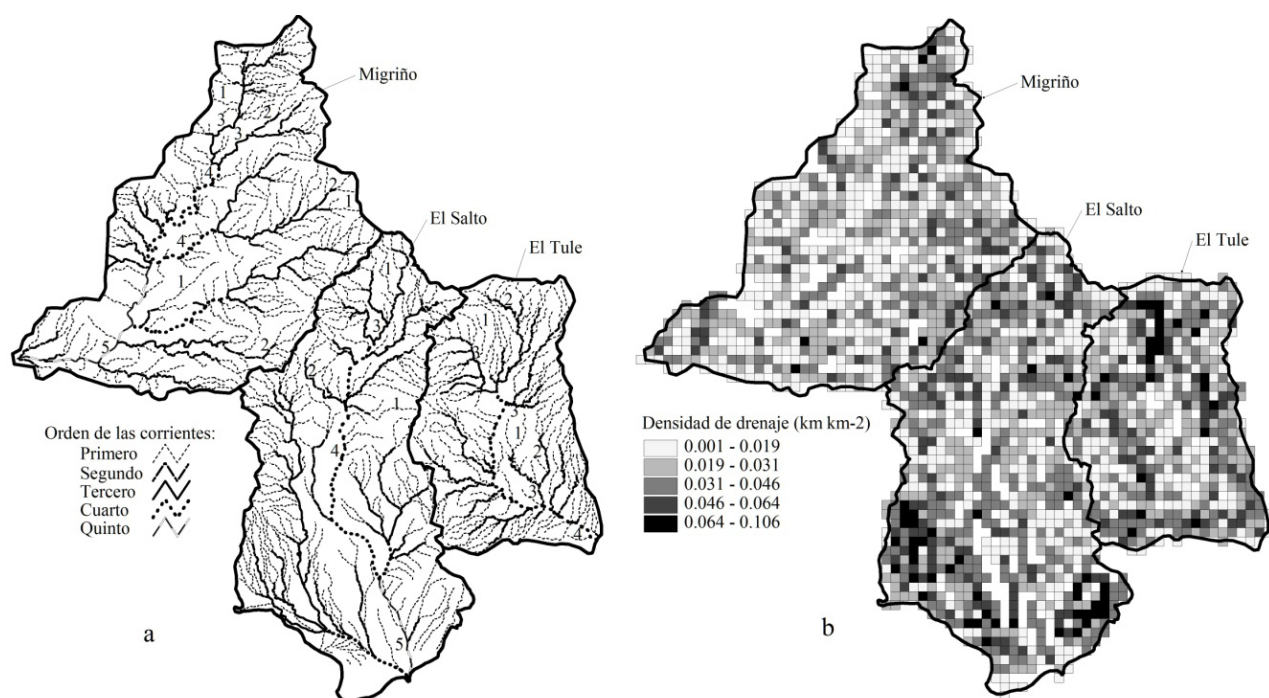 Migriño
1
2
3
2
1
4
El Salto
El Tule
1
1
2
1
3
5
2
2
1
Orden de las corrientes:
Primero
Segundo
Tercero
Cuarto
Quinto
4
1
2
4
5
a
Migriño
El Salto
El Tule
Densidad de drenaje (km km-2)
0.001 - 0.019
0.019 - 0.031
0.031 - 0.046
0.046 - 0.064
0.064 - 0.106
b